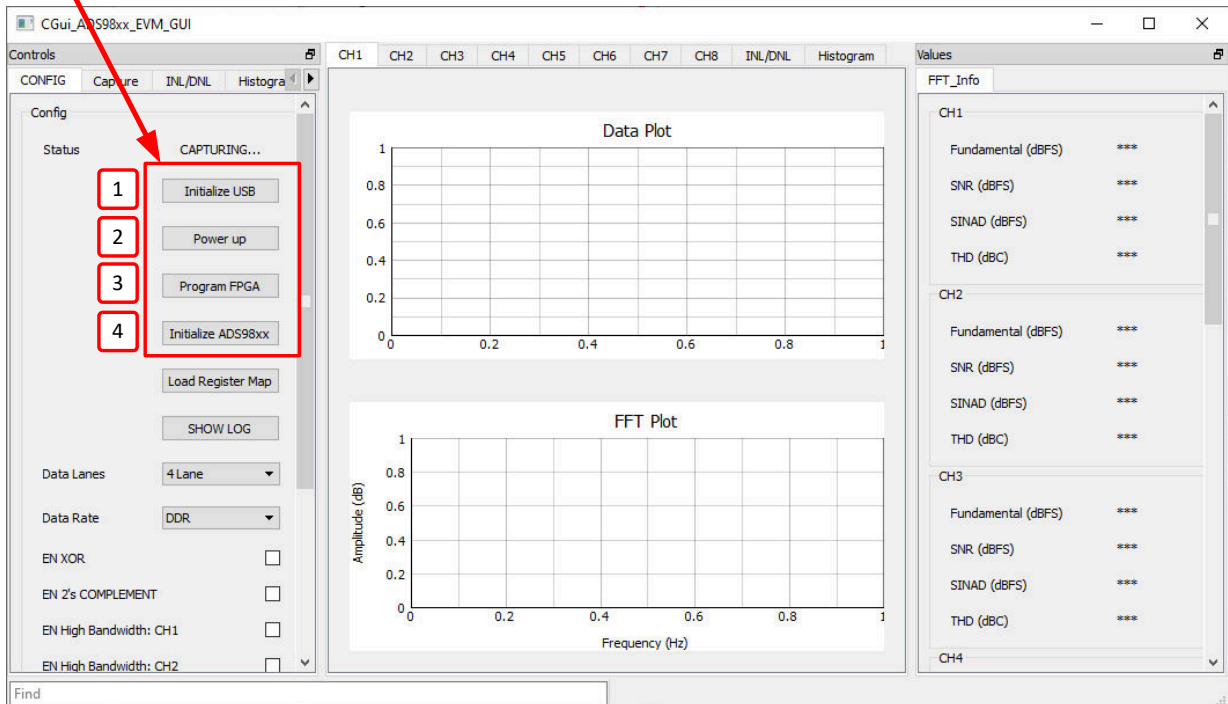 CGui_ADS98xx_EVM_GUI
Controls
CONFIG Capture INL/DNL Histogra
Config
Status CAPTURING...
1 Initialize USB
2 Power up
3 Program FPGA
4 Initialize ADS98xx
Load Register Map
SHOW LOG
Data Lanes 4 Lane
Data Rate DDR
EN XOR
EN 2's COMPLEMENT
EN High Bandwidth: CH1
EN High Bandwidth: CH2
Find
CH1 CH2 CH3 CH4 CH5 CH6 CH7 CH8 INL/DNL Histogram
Data Plot
1
0.8
0.6
0.4
0.2
0
0 0.2 0.4 0.6 0.8 1
FFT Plot
Amplitude (dB)
1
0.8
0.6
0.4
0.2
0
0 0.2 0.4 0.6 0.8 1
Frequency (Hz)
Values
FFT_Info
CH1
Fundamental (dBFS) ***
SNR (dBFS) ***
SINAD (dBFS) ***
THD (dBC) ***
CH2
Fundamental (dBFS) ***
SNR (dBFS) ***
SINAD (dBFS) ***
THD (dBC) ***
CH3
Fundamental (dBFS) ***
SNR (dBFS) ***
SINAD (dBFS) ***
THD (dBC) ***
CH4